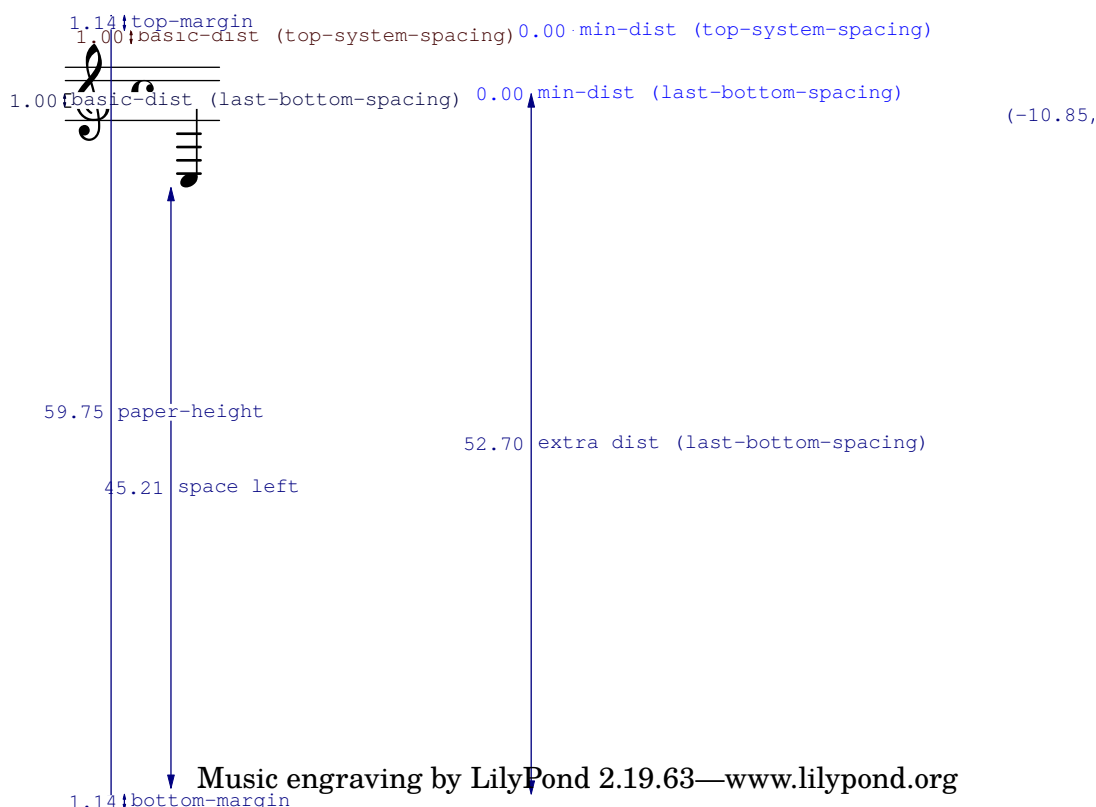 1.14 top-margin
1.00 basic-dist (top-system-spacing) 0.00 min-dist (top-system-spacing)
1.00 basic-dist (last-bottom-spacing) 0.00 min-dist (last-bottom-spacing)
(-10.85,
59.75 paper-height
52.70 extra dist (last-bottom-spacing)
45.21 space left
Music engraving by LilyPond 2.19.63—www.lilypond.org
1.14 bottom-margin